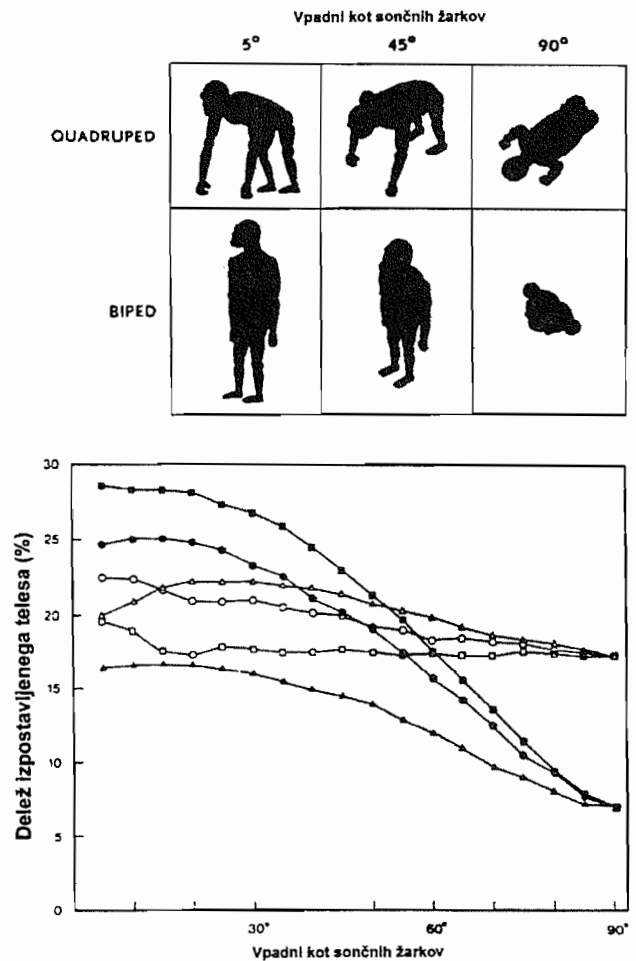 Vpadni kot sončnih žarkov
5° 45° 90°
QUADRUPED
BIPED
Delež izpostavljenega telesa (%)
30
25
20
15
10
5
0
30° 60° 90°
Vpadni kot sončnih žarkov